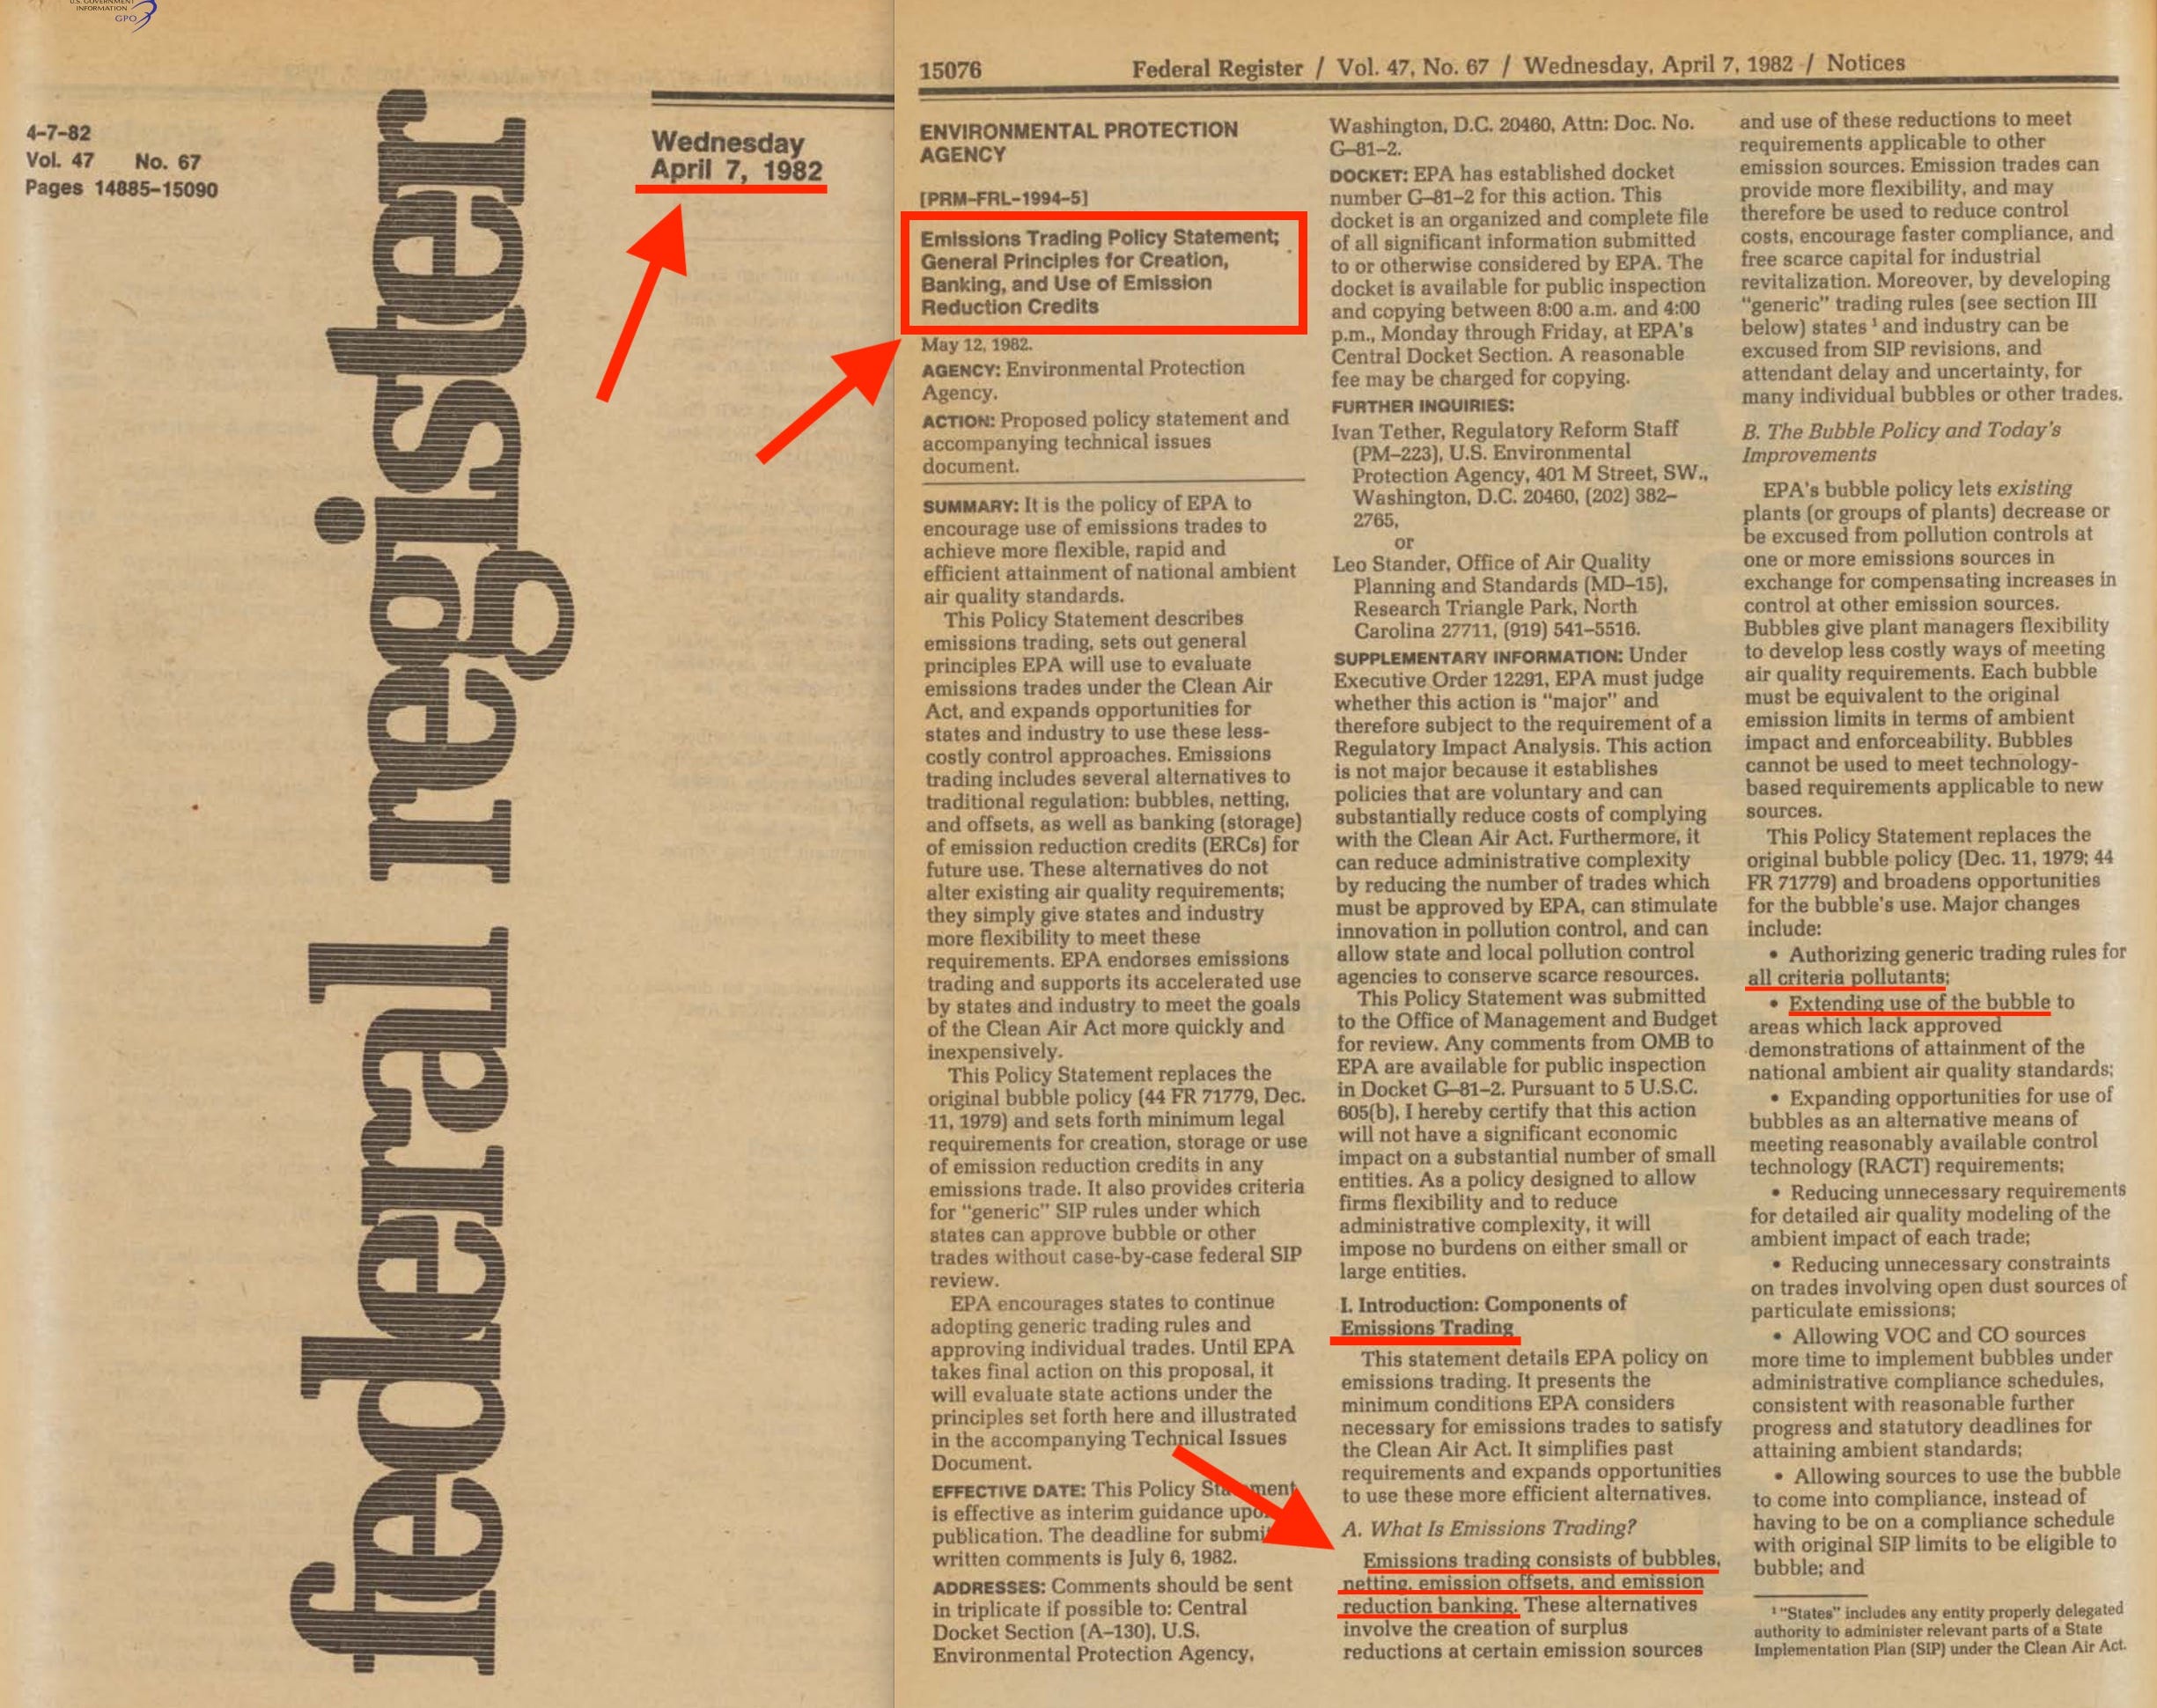 U.S. GOVERNMENT
INFORMATION
GPO
4-7-82
Vol. 47 No. 67
Pages 14885-15090
federal register
Wednesday
April 7, 1982
15076 Federal Register / Vol. 47, No. 67 / Wednesday, April 7, 1982 / Notices
ENVIRONMENTAL PROTECTION
AGENCY
[PRM-FRL-1994-5]
Emissions Trading Policy Statement;
General Principles for Creation,
Banking, and Use of Emission
Reduction Credits
May 12, 1982.
AGENCY: Environmental Protection
Agency.
ACTION: Proposed policy statement and
accompanying technical issues
document.
SUMMARY: It is the policy of EPA to
encourage use of emissions trades to
achieve more flexible, rapid and
efficient attainment of national ambient
air quality standards.
This Policy Statement describes
emissions trading, sets out general
principles EPA will use to evaluate
emissions trades under the Clean Air
Act, and expands opportunities for
states and industry to use these less-
costly control approaches. Emissions
trading includes several alternatives to
traditional regulation: bubbles, netting,
and offsets, as well as banking (storage)
of emission reduction credits (ERCs) for
future use. These alternatives do not
alter existing air quality requirements;
they simply give states and industry
more flexibility to meet these
requirements. EPA endorses emissions
trading and supports its accelerated use
by states and industry to meet the goals
of the Clean Air Act more quickly and
inexpensively.
This Policy Statement replaces the
original bubble policy (44 FR 71779, Dec.
11, 1979) and sets forth minimum legal
requirements for creation, storage or use
of emission reduction credits in any
emissions trade. It also provides criteria
for "generic" SIP rules under which
states can approve bubble or other
trades without case-by-case federal SIP
review.
EPA encourages states to continue
adopting generic trading rules and
approving individual trades. Until EPA
takes final action on this proposal, it
will evaluate state actions under the
principles set forth here and illustrated
in the accompanying Technical Issues
Document.
EFFECTIVE DATE: This Policy
is effective as interim guidance
publication. The deadline for
written comments is July 6, 1982.
ADDRESSES: Comments should be sent
in triplicate if possible to: Central
Docket Section (A-130), U.S.
Environmental Protection Agency,
Washington, D.C. 20460, Attn: Doc. No.
G-81-2.
DOCKET: EPA has established docket
number G-81-2 for this action. This
docket is an organized and complete file
of all significant information submitted
to or otherwise considered by EPA. The
docket is available for public inspection
and copying between 8:00 a.m. and 4:00
p.m., Monday through Friday, at EPA's
Central Docket Section. A reasonable
fee may be charged for copying.
FURTHER INQUIRIES:
Ivan Tether, Regulatory Reform Staff
(PM-223), U.S. Environmental
Protection Agency, 401 M Street, SW.,
Washington, D.C. 20460, (202) 382-
2765,
or
Leo Stander, Office of Air Quality
Planning and Standards (MD-15),
Research Triangle Park, North
Carolina 27711, (919) 541-5516.
SUPPLEMENTARY INFORMATION: Under
Executive Order 12291, EPA must judge
whether this action is "major" and
therefore subject to the requirement of a
Regulatory Impact Analysis. This action
is not major because it establishes
policies that are voluntary and can
substantially reduce costs of complying
with the Clean Air Act. Furthermore, it
can reduce administrative complexity
by reducing the number of trades which
must be approved by EPA, can stimulate
innovation in pollution control, and can
allow state and local pollution control
agencies to conserve scarce resources.
This Policy Statement was submitted
to the Office of Management and Budget
for review. Any comments from OMB to
EPA are available for public inspection
in Docket G-81-2. Pursuant to 5 U.S.C.
605(b), I hereby certify that this action
will not have a significant economic
impact on a substantial number of small
entities. As a policy designed to allow
firms flexibility and to reduce
administrative complexity, it will
impose no burdens on either small or
large entities.
I. Introduction: Components of
Emissions Trading
This statement details EPA policy on
emissions trading. It presents the
minimum conditions EPA considers
necessary for emissions trades to satisfy
the Clean Air Act. It simplifies past
requirements and expands opportunities
to use these more efficient alternatives.
A. What Is Emissions Trading?
Emissions trading consists of bubbles,
netting, emission offsets, and emission
reduction banking. These alternatives
involve the creation of surplus
reductions at certain emission sources
and use of these reductions to meet
requirements applicable to other
emission sources. Emission trades can
provide more flexibility, and may
therefore be used to reduce control
costs, encourage faster compliance, and
free scarce capital for industrial
revitalization. Moreover, by developing
"generic" trading rules (see section III
below) states ¹ and industry can be
excused from SIP revisions, and
attendant delay and uncertainty, for
many individual bubbles or other trades.
B. The Bubble Policy and Today's
Improvements
EPA's bubble policy lets existing
plants (or groups of plants) decrease or
be excused from pollution controls at
one or more emissions sources in
exchange for compensating increases in
control at other emission sources.
Bubbles give plant managers flexibility
to develop less costly ways of meeting
air quality requirements. Each bubble
must be equivalent to the original
emission limits in terms of ambient
impact and enforceability. Bubbles
cannot be used to meet technology-
based requirements applicable to new
sources.
This Policy Statement replaces the
original bubble policy (Dec. 11, 1979; 44
FR 71779) and broadens opportunities
for the bubble's use. Major changes
include:
• Authorizing generic trading rules for
all criteria pollutants;
• Extending use of the bubble to
areas which lack approved
demonstrations of attainment of the
national ambient air quality standards;
• Expanding opportunities for use of
bubbles as an alternative means of
meeting reasonably available control
technology (RACT) requirements;
• Reducing unnecessary requirements
for detailed air quality modeling of the
ambient impact of each trade;
• Reducing unnecessary constraints
on trades involving open dust sources of
particulate emissions;
• Allowing VOC and CO sources
more time to implement bubbles under
administrative compliance schedules,
consistent with reasonable further
progress and statutory deadlines for
attaining ambient standards;
• Allowing sources to use the bubble
to come into compliance, instead of
having to be on a compliance schedule
with original SIP limits to be eligible to
bubble; and
¹ "States" includes any entity properly delegated
authority to administer relevant parts of a State
Implementation Plan (SIP) under the Clean Air Act.